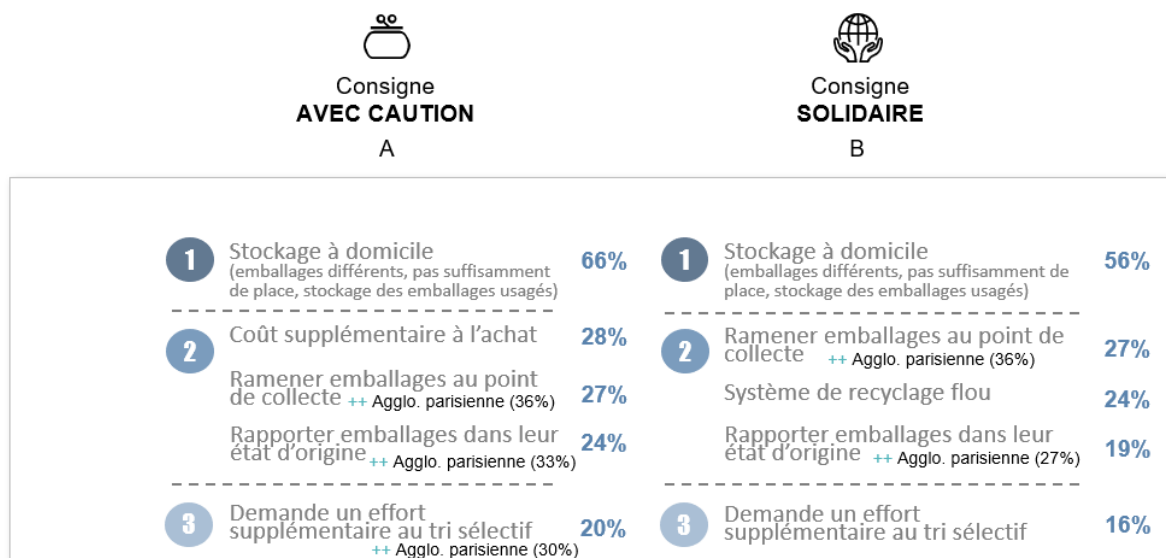 Consigne
AVEC CAUTION
A
Consigne
SOLIDAIRE
B
1
Stockage à domicile
(emballages différents, pas suffisamment
de place, stockage des emballages usagés)
66%
2
Coût supplémentaire à l'achat
28%
Ramener emballages au point
de collecte ++ Agglo. parisienne (36%)
27%
Rapporter emballages dans leur
état d'origine ++ Agglo. parisienne (33%)
24%
3
Demande un effort
supplémentaire au tri sélectif
++ Agglo. parisienne (30%)
20%
1
Stockage à domicile
(emballages différents, pas suffisamment de
place, stockage des emballages usagés)
56%
2
Ramener emballages au point de
collecte ++ Agglo. parisienne (36%)
27%
Système de recyclage flou
24%
Rapporter emballages dans leur
état d'origine ++ Agglo. parisienne (27%)
19%
3
Demande un effort
supplémentaire au tri sélectif
16%